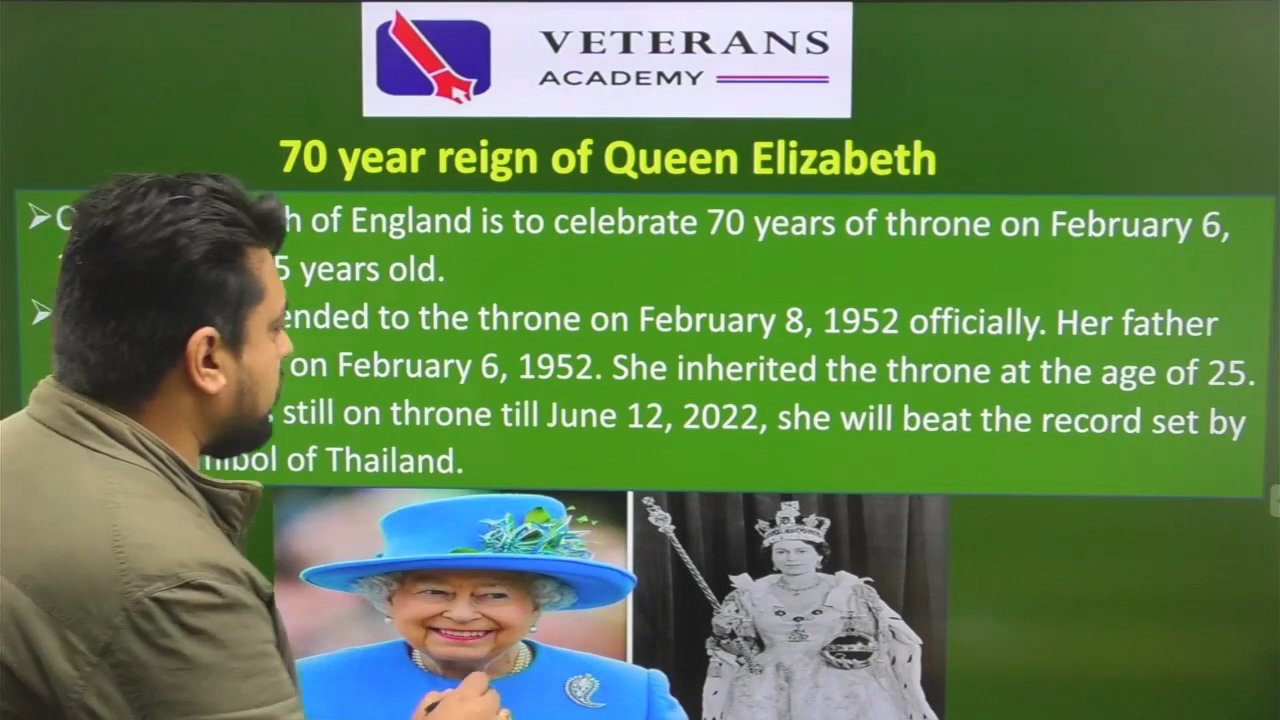 VETERANS
ACADEMY
70 year reign of Queen Elizabeth
h of England is to celebrate 70 years of throne on February 6,
5 years old.
ended to the throne on February 8, 1952 officially. Her father
on February 6, 1952. She inherited the throne at the age of 25.
still on throne till June 12, 2022, she will beat the record set by
of Thailand.